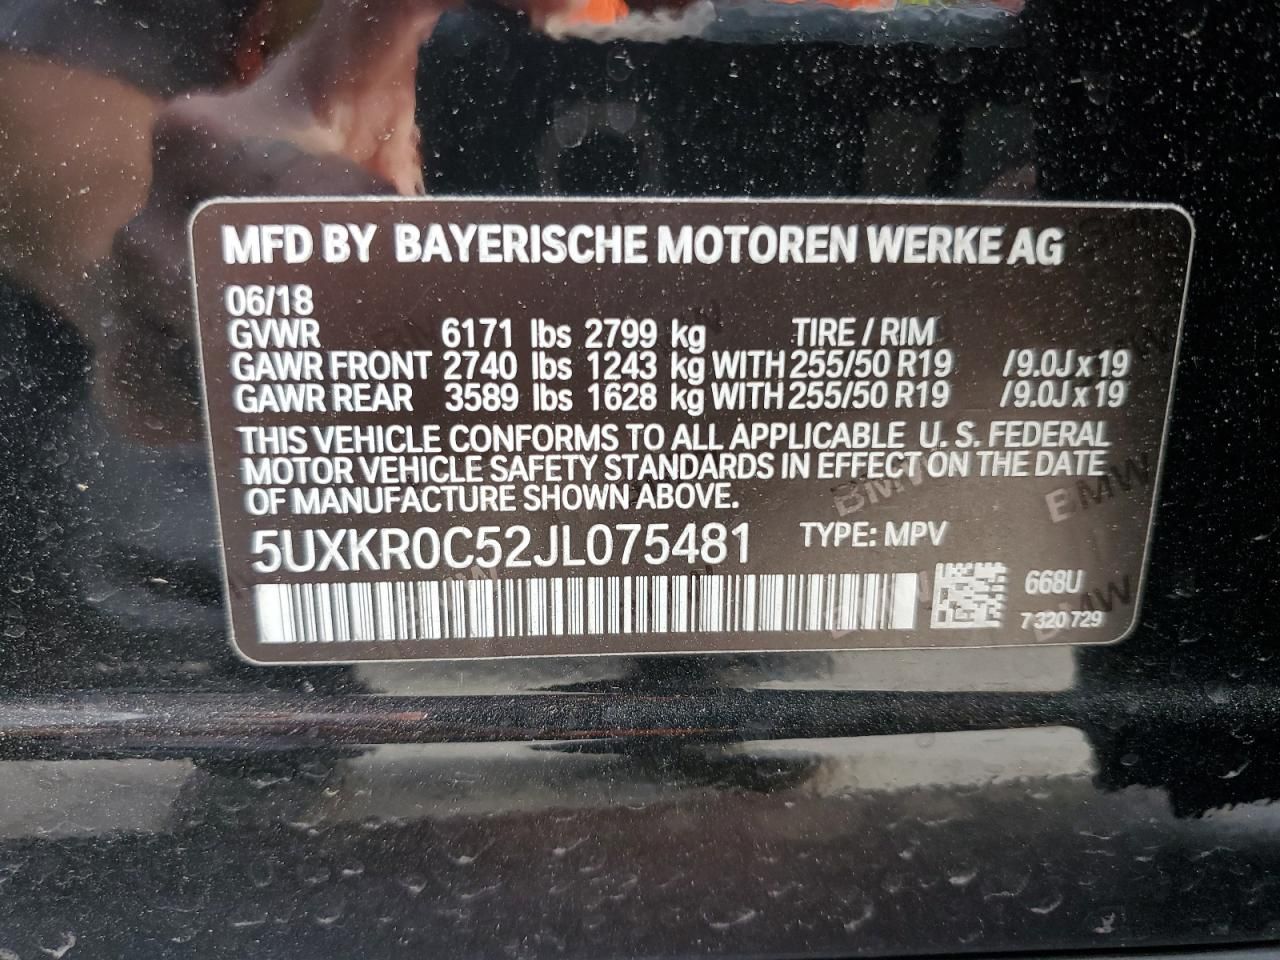 MFD BY BAYERISCHE MOTOREN WERKE AG
06/18
GVWR 6171 lbs 2799 kg TIRE / RIM
GAWR FRONT 2740 lbs 1243 kg WITH 255/50 R19 /9.0J x 19
GAWR REAR 3589 lbs 1628 kg WITH 255/50 R19 /9.0J x 19
THIS VEHICLE CONFORMS TO ALL APPLICABLE U. S. FEDERAL
MOTOR VEHICLE SAFETY STANDARDS IN EFFECT ON THE DATE
OF MANUFACTURE SHOWN ABOVE.
5UXKR0C52JL075481 TYPE: MPV
668U
7 320 729